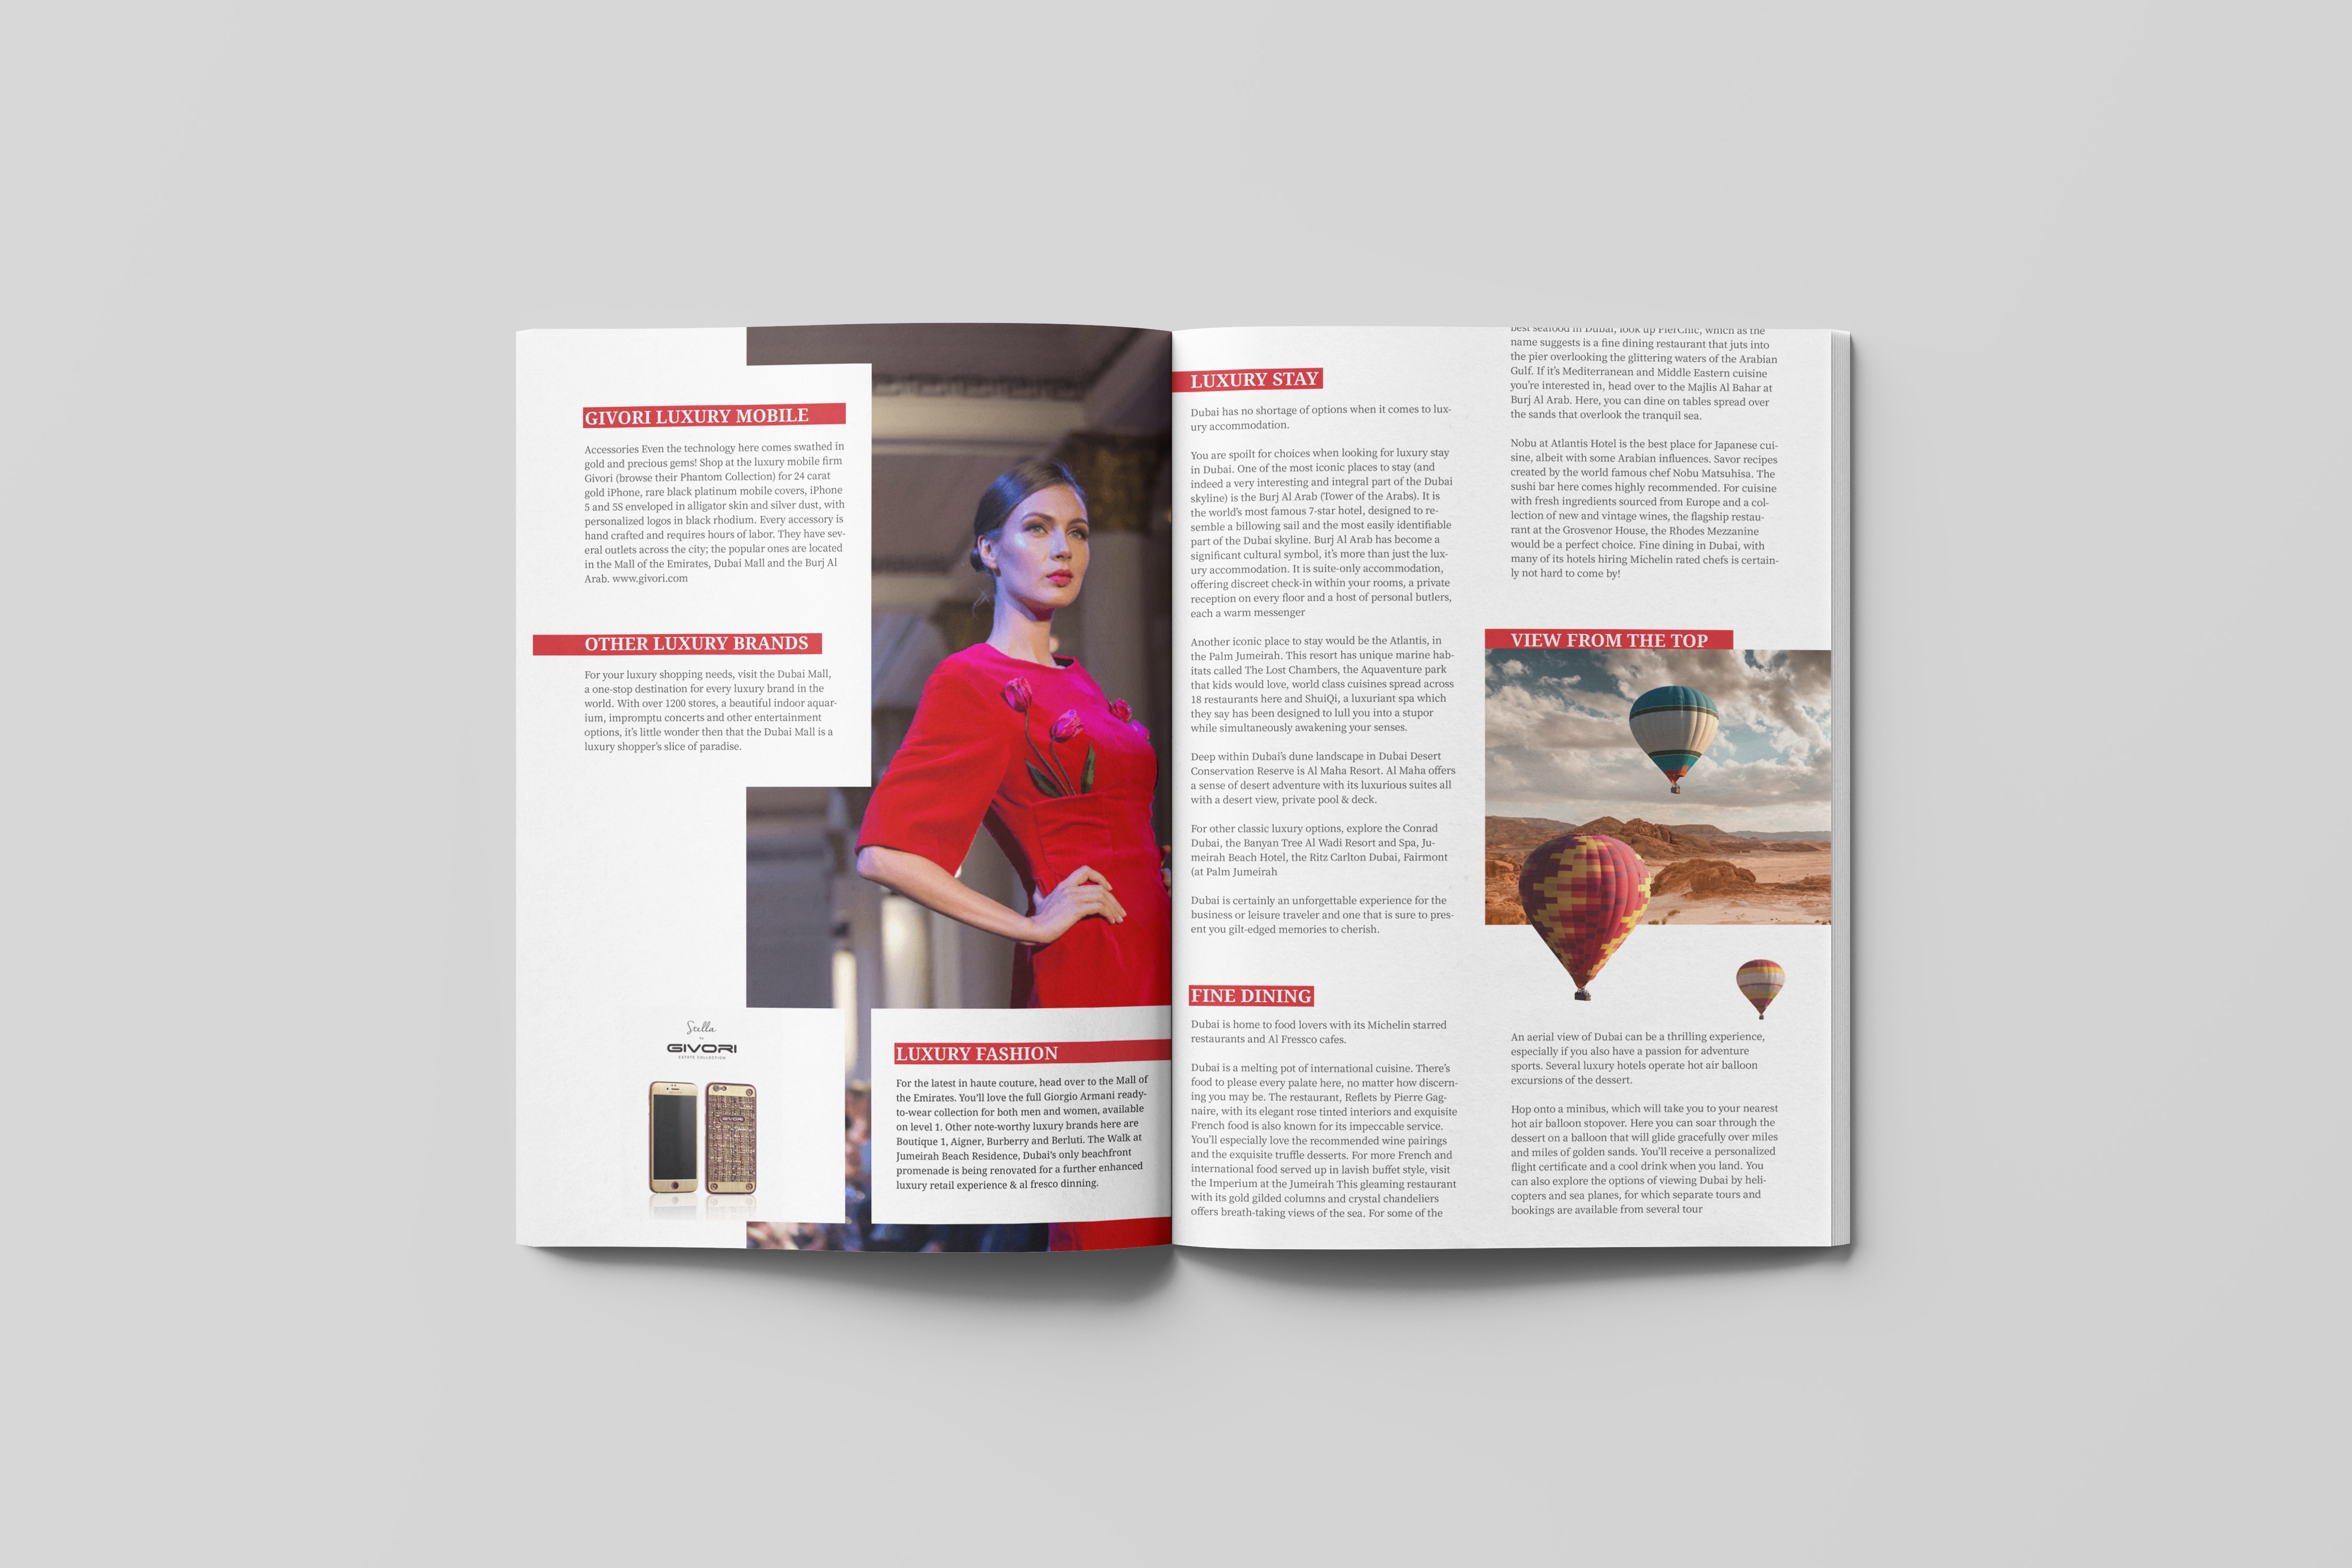 GIVORI LUXURY MOBILE
Accessories Even the technology here comes swathed in
gold and precious gems! Shop at the luxury mobile firm
Givori (browse their Phantom Collection) for 24 carat
gold iPhone, rare black platinum mobile covers, iPhone
5 and 5S enveloped in alligator skin and silver dust, with
personalized logos in black rhodium. Every accessory is
hand crafted and requires hours of labor. They have sev-
eral outlets across the city; the popular ones are located
in the Mall of the Emirates, Dubai Mall and the Burj Al
Arab. www.givori.com
OTHER LUXURY BRANDS
For your luxury shopping needs, visit the Dubai Mall,
a one-stop destination for every luxury brand in the
world. With over 1200 stores, a beautiful indoor aquar-
ium, impromptu concerts and other entertainment
options, it's little wonder then that the Dubai Mall is a
luxury shopper's slice of paradise.
Stella
by
GIVORI
ESTATE COLLECTION
GIVORI
LUXURY FASHION
For the latest in haute couture, head over to the Mall of
the Emirates. You'll love the full Giorgio Armani ready-
to-wear collection for both men and women, available
on level 1. Other note-worthy luxury brands here are
Boutique 1, Aigner, Burberry and Berluti. The Walk at
Jumeirah Beach Residence, Dubai's only beachfront
promenade is being renovated for a further enhanced
luxury retail experience & al fresco dinning.
LUXURY STAY
Dubai has no shortage of options when it comes to lux-
ury accommodation.
You are spoilt for choices when looking for luxury stay
in Dubai. One of the most iconic places to stay (and
indeed a very interesting and integral part of the Dubai
skyline) is the Burj Al Arab (Tower of the Arabs). It is
the world's most famous 7-star hotel, designed to re-
semble a billowing sail and the most easily identifiable
part of the Dubai skyline. Burj Al Arab has become a
significant cultural symbol, it's more than just the lux-
ury accommodation. It is suite-only accommodation,
offering discreet check-in within your rooms, a private
reception on every floor and a host of personal butlers,
each a warm messenger
Another iconic place to stay would be the Atlantis, in
the Palm Jumeirah. This resort has unique marine hab-
itats called The Lost Chambers, the Aquaventure park
that kids would love, world class cuisines spread across
18 restaurants here and ShuiQi, a luxuriant spa which
they say has been designed to lull you into a stupor
while simultaneously awakening your senses.
Deep within Dubai's dune landscape in Dubai Desert
Conservation Reserve is Al Maha Resort. Al Maha offers
a sense of desert adventure with its luxurious suites all
with a desert view, private pool & deck.
For other classic luxury options, explore the Conrad
Dubai, the Banyan Tree Al Wadi Resort and Spa, Ju-
meirah Beach Hotel, the Ritz Carlton Dubai, Fairmont
(at Palm Jumeirah
Dubai is certainly an unforgettable experience for the
business or leisure traveler and one that is sure to pres-
ent you gilt-edged memories to cherish.
FINE DINING
Dubai is home to food lovers with its Michelin starred
restaurants and Al Fressco cafes.
Dubai is a melting pot of international cuisine. There's
food to please every palate here, no matter how discern-
ing you may be. The restaurant, Reflets by Pierre Gag-
naire, with its elegant rose tinted interiors and exquisite
French food is also known for its impeccable service.
You'll especially love the recommended wine pairings
and the exquisite truffle desserts. For more French and
international food served up in lavish buffet style, visit
the Imperium at the Jumeirah This gleaming restaurant
with its gold gilded columns and crystal chandeliers
offers breath-taking views of the sea. For some of the
best seafood in Dubai, look up PierChic, which as the
name suggests is a fine dining restaurant that juts into
the pier overlooking the glittering waters of the Arabian
Gulf. If it's Mediterranean and Middle Eastern cuisine
you're interested in, head over to the Majlis Al Bahar at
Burj Al Arab. Here, you can dine on tables spread over
the sands that overlook the tranquil sea.
Nobu at Atlantis Hotel is the best place for Japanese cui-
sine, albeit with some Arabian influences. Savor recipes
created by the world famous chef Nobu Matsuhisa. The
sushi bar here comes highly recommended. For cuisine
with fresh ingredients sourced from Europe and a col-
lection of new and vintage wines, the flagship restau-
rant at the Grosvenor House, the Rhodes Mezzanine
would be a perfect choice. Fine dining in Dubai, with
many of its hotels hiring Michelin rated chefs is certain-
ly not hard to come by!
VIEW FROM THE TOP
An aerial view of Dubai can be a thrilling experience,
especially if you also have a passion for adventure
sports. Several luxury hotels operate hot air balloon
excursions of the dessert.
Hop onto a minibus, which will take you to your nearest
hot air balloon stopover. Here you can soar through the
dessert on a balloon that will glide gracefully over miles
and miles of golden sands. You'll receive a personalized
flight certificate and a cool drink when you land. You
can also explore the options of viewing Dubai by heli-
copters and sea planes, for which separate tours and
bookings are available from several tour